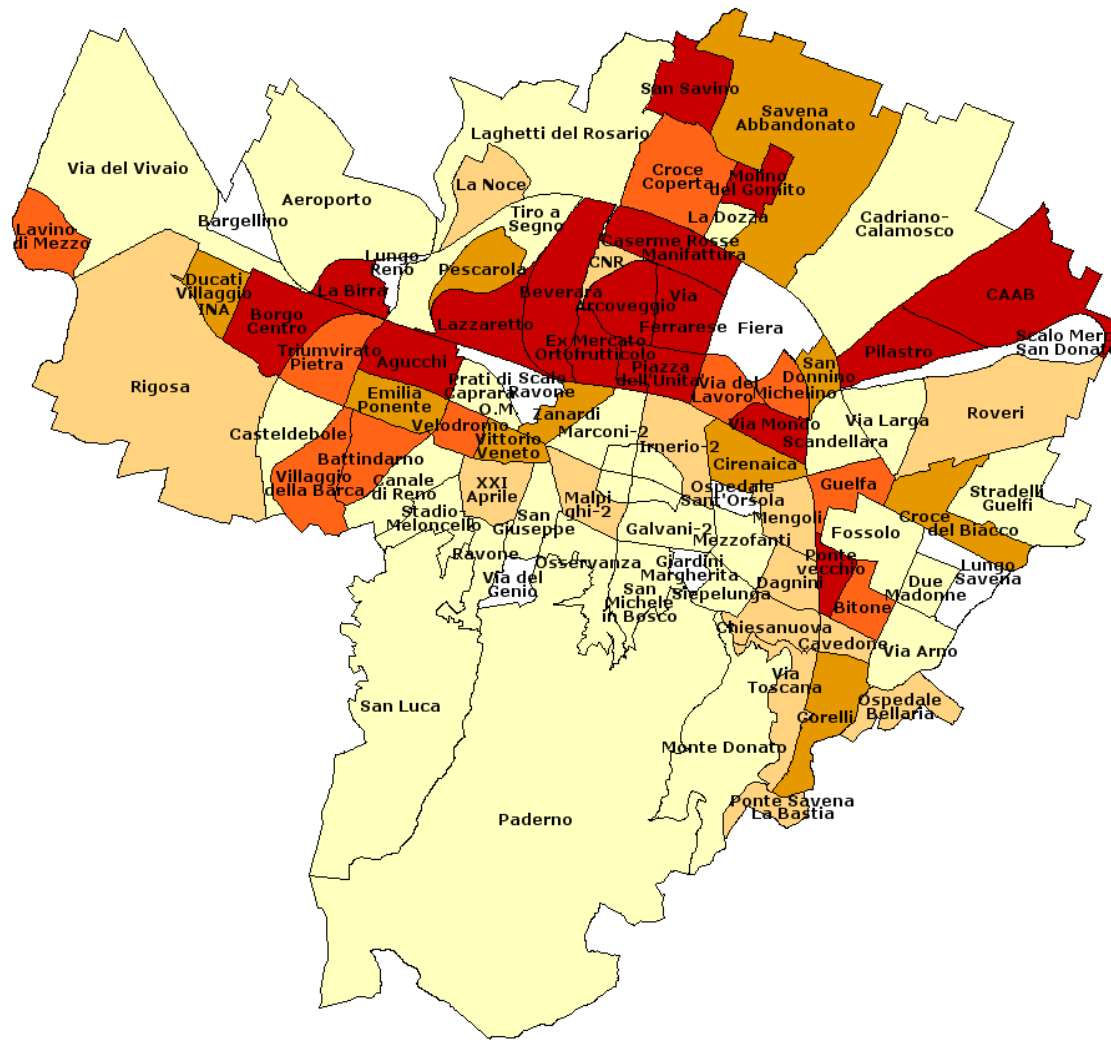 San Savino
Savena
Abbandonato
Laghetti del Rosario
Via del Vivaio
Croce
Coperta
Molino
del Gomito
La Noce
Aeroporto
Bargellino
Tiro a
Segno
La Dozza
Cadriano-
Calamosco
Lavino
di Mezzo
Lungo
Reno
Caserme Rosse
Manifattura
CNR
Pescarola
Ducati
Villaggio
INA
La Birra
Beverara
Arcoveggio
Via
Ferrarese
CAAB
Borgo
Centro
Lazzaretto
Fiera
Scalo Merci
San Donat
Ex Mercato
Ortofrutticolo
Triumvirato
Pietra
Agucchi
Pilastro
Piazza
dell'Unita'
San
Donnino
Rigosa
Prati di
Caprara
O.M.
Scalo
Ravone
Via del
Lavoro
Michelino
Emilia
Ponente
Zanardi
Roveri
Velodromo
Marconi-2
Via Mondo
Via Larga
Casteldebole
Vittorio
Veneto
Irnerio-2
Scandellara
Battindarno
Cirenaica
Villaggio
della Barca
Canale
di Reno
XXI
Aprile
Malpi
ghi-2
Ospedale
Sant'Orsola
Guelfa
Stradelli
Guelfi
Stadio-
Meloncello
San
Giuseppe
Galvani-2
Mengoli
Croce
del Biacco
Mezzofanti
Fossolo
Ravone
Osservanza
Giardini
Margherita
Ponte
vecchio
Lungo
Savena
Via del
Genio
Dagnini
Due
Madonne
San
Michele
in Bosco
Siepelunga
Bitone
Chiesanuova
Cavedone
Via Arno
Via
Toscana
San Luca
Ospedale
Bellaria
Gorelli
Monte Donato
Ponte Savena
La Bastia
Paderno